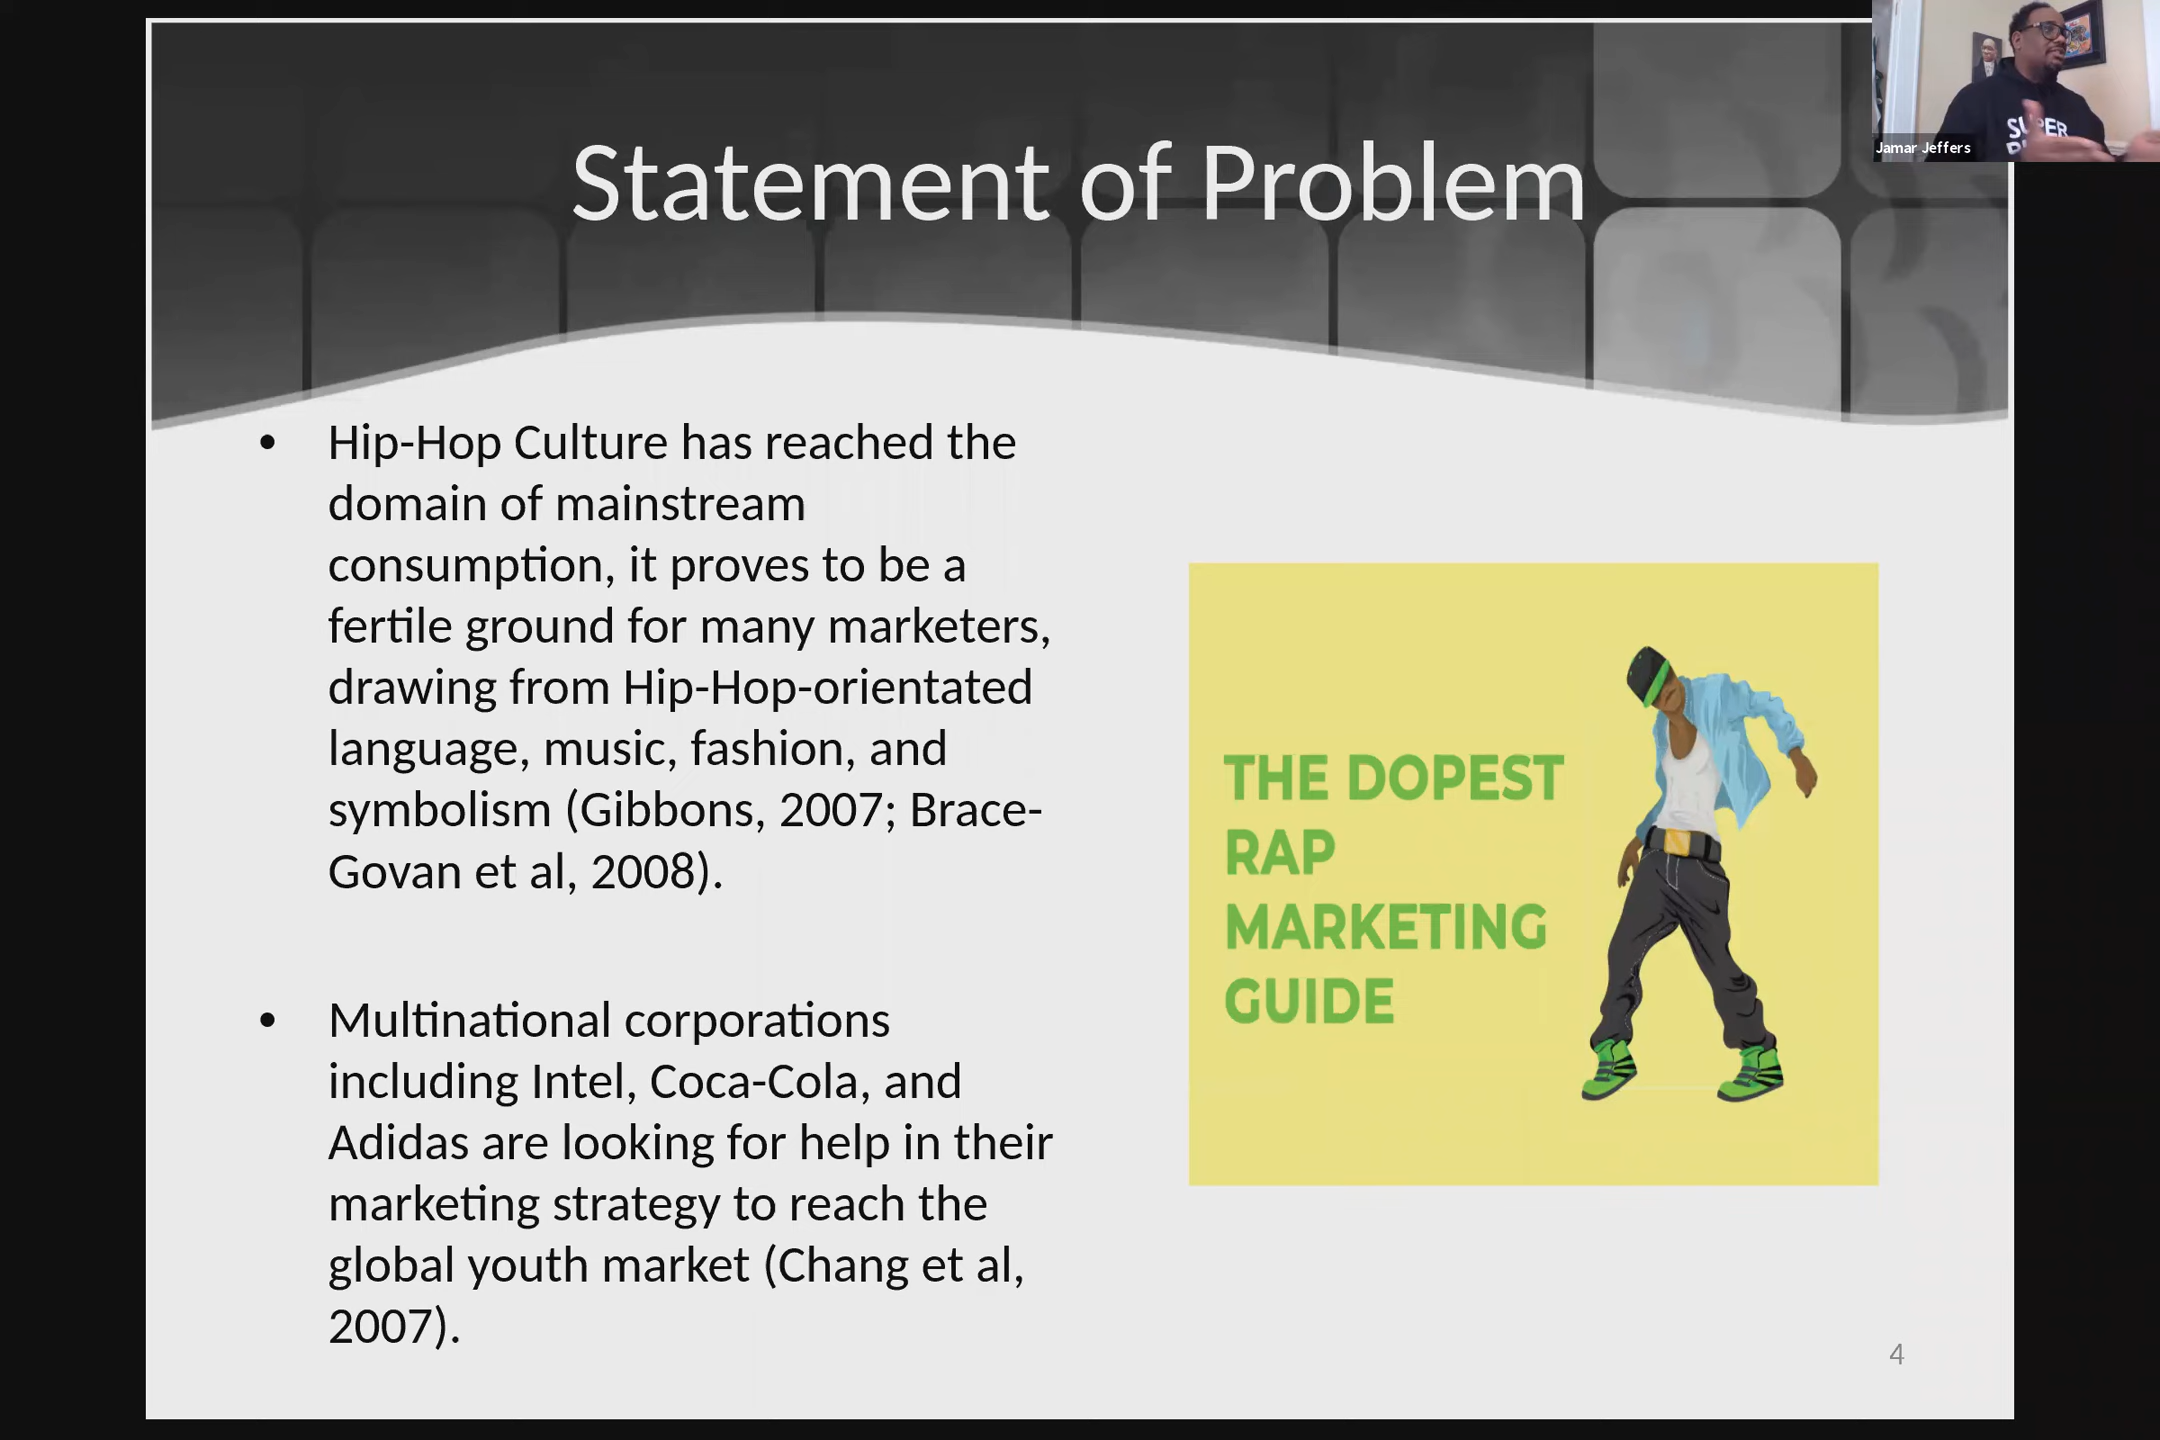 Statement of Problem
Jamar Jeffers
SUPER
• Hip-Hop Culture has reached the
domain of mainstream
consumption, it proves to be a
fertile ground for many marketers,
drawing from Hip-Hop-orientated
language, music, fashion, and
symbolism (Gibbons, 2007; Brace-
Govan et al, 2008).
• Multinational corporations
including Intel, Coca-Cola, and
Adidas are looking for help in their
marketing strategy to reach the
global youth market (Chang et al,
2007).
THE DOPEST
RAP
MARKETING
GUIDE
4